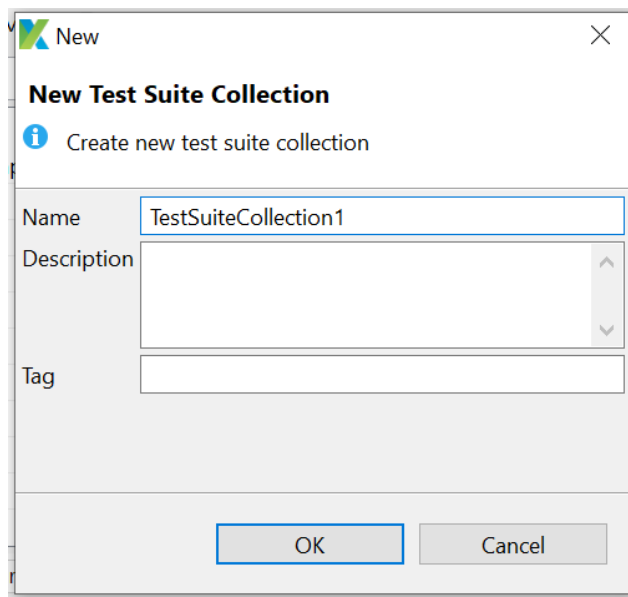 New
New Test Suite Collection
Create new test suite collection
Name TestSuiteCollection1
Description
Tag
OK Cancel